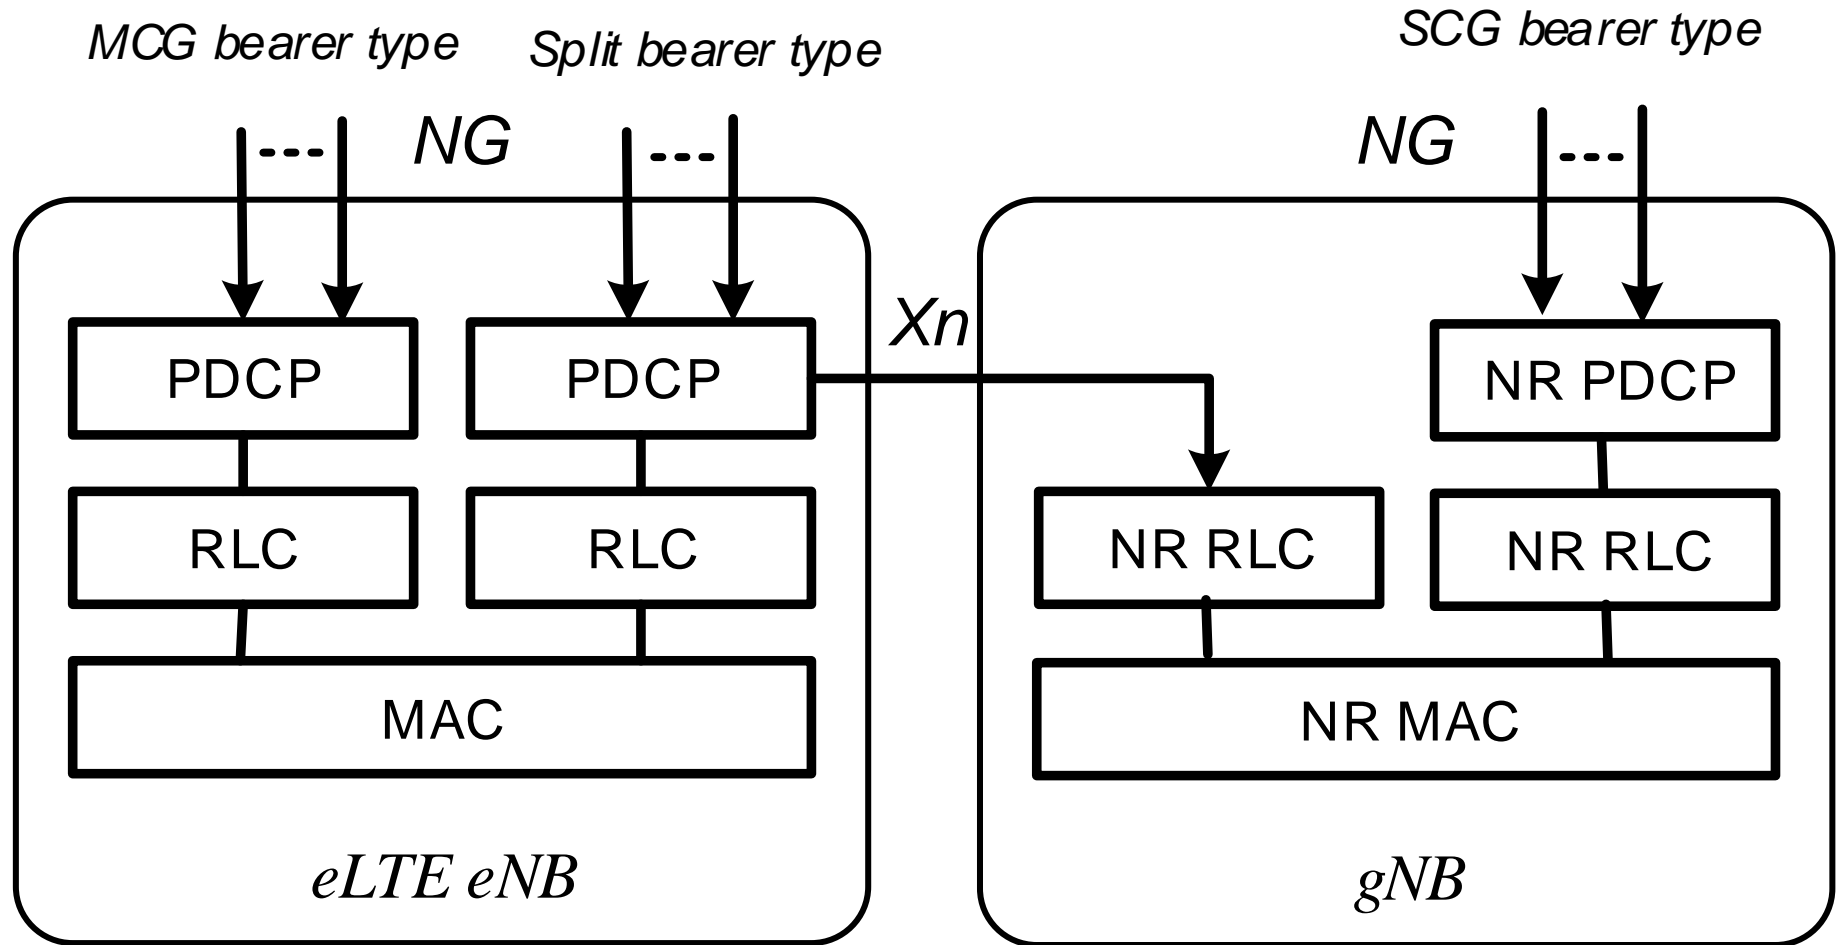 MCG bearer type
Split bearer type
SCG bearer type
NG
NG
Xn
PDCP
PDCP
NR PDCP
RLC
RLC
NR RLC
NR RLC
MAC
NR MAC
eLTE eNB
gNB